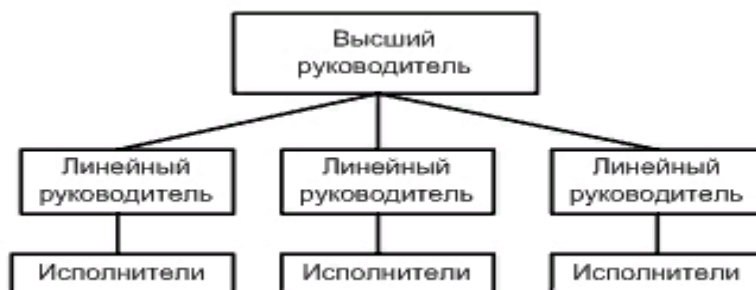 Высший
руководитель
Линейный
руководитель
Линейный
руководитель
Линейный
руководитель
Исполнители
Исполнители
Исполнители